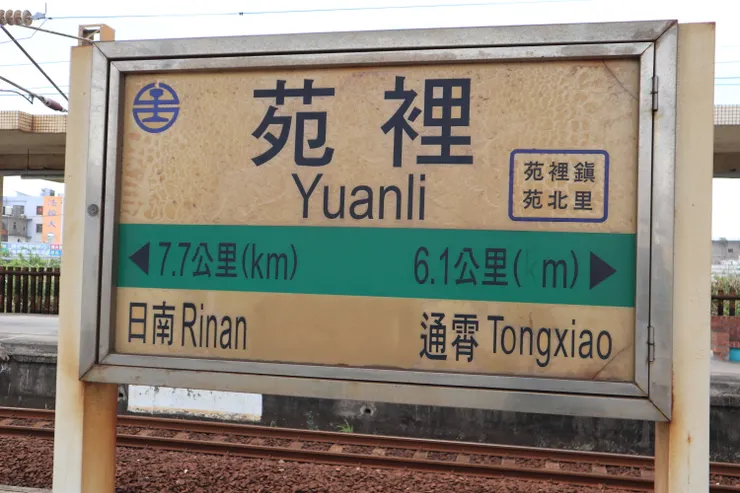 苑裡
Yuanli
苑裡鎮
苑北里
7.7公里(km) 6.1公里(km)
日南 Rinan 通霄 Tongxiao